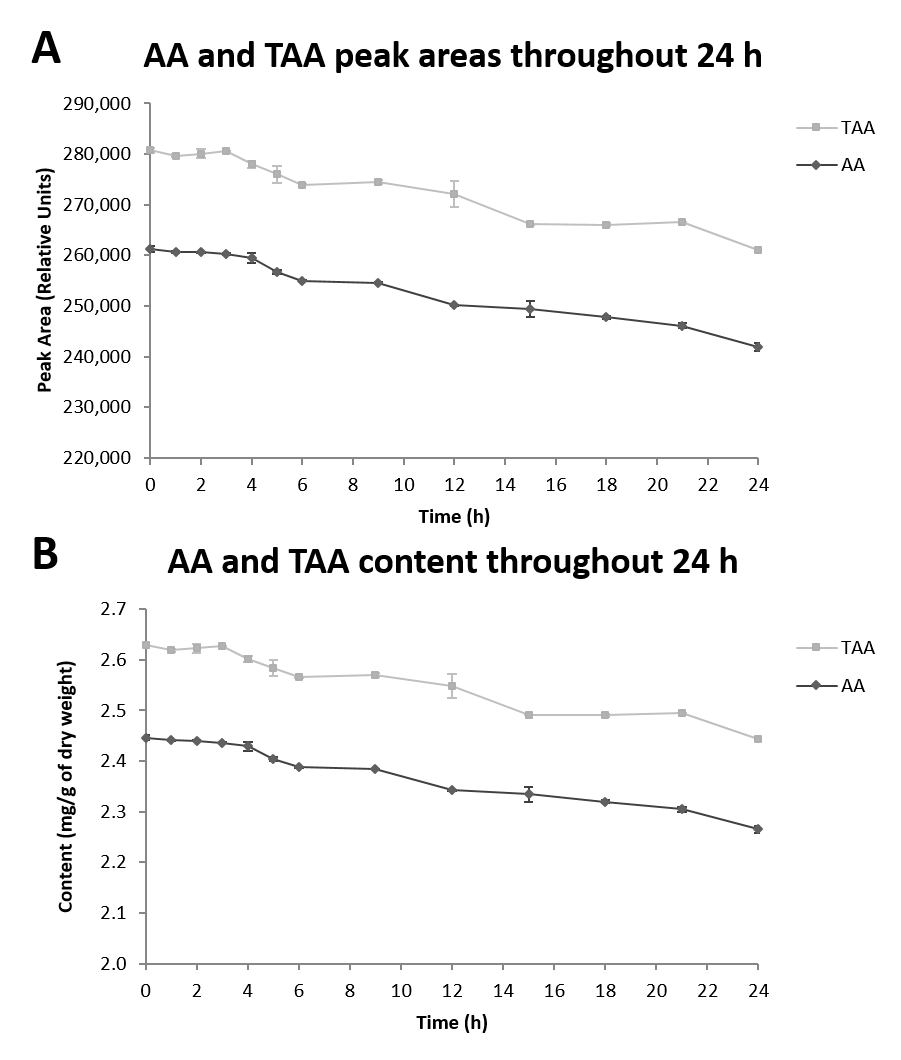 A
AA and TAA peak areas throughout 24 h
290,000
280,000
270,000
260,000
250,000
240,000
230,000
220,000
Peak Area (Relative Units)
0 2 4 6 8 10 12 14 16 18 20 22 24
Time (h)
TAA
AA
B
AA and TAA content throughout 24 h
2.7
2.6
2.5
2.4
2.3
2.2
2.1
2.0
Content (mg/g of dry weight)
0 2 4 6 8 10 12 14 16 18 20 22 24
Time (h)
TAA
AA